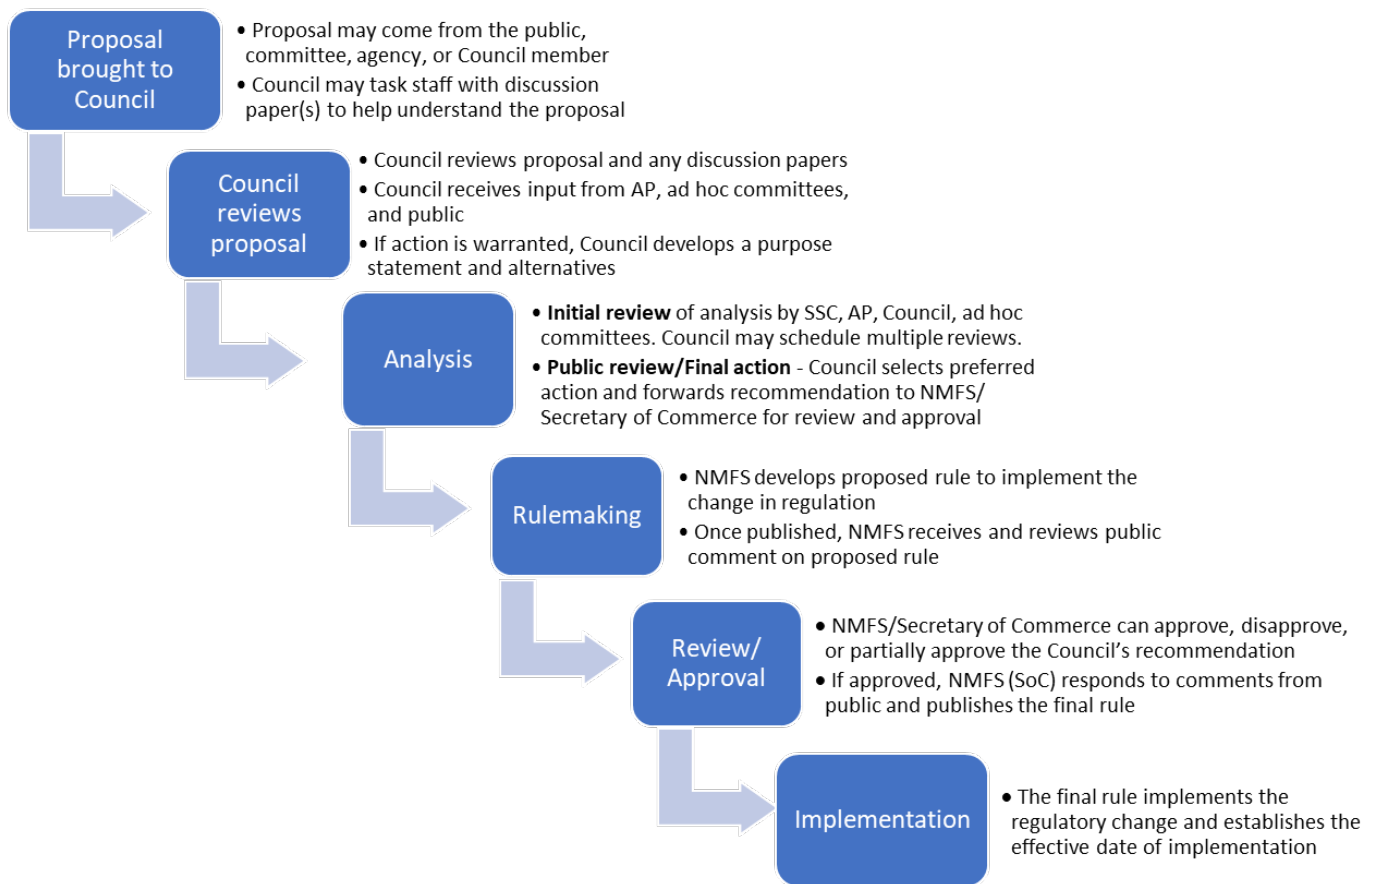 Proposal
brought to
Council
• Proposal may come from the public,
committee, agency, or Council member
• Council may task staff with discussion
paper(s) to help understand the proposal
Council
reviews
proposal
• Council reviews proposal and any discussion papers
• Council receives input from AP, ad hoc committees,
and public
• If action is warranted, Council develops a purpose
statement and alternatives
Analysis
• Initial review of analysis by SSC, AP, Council, ad hoc
committees. Council may schedule multiple reviews.
• Public review/Final action - Council selects preferred
action and forwards recommendation to NMFS/
Secretary of Commerce for review and approval
Rulemaking
• NMFS develops proposed rule to implement the
change in regulation
• Once published, NMFS receives and reviews public
comment on proposed rule
Review/
Approval
• NMFS/Secretary of Commerce can approve, disapprove,
or partially approve the Council’s recommendation
• If approved, NMFS (SoC) responds to comments from
public and publishes the final rule
Implementation
• The final rule implements the
regulatory change and establishes the
effective date of implementation